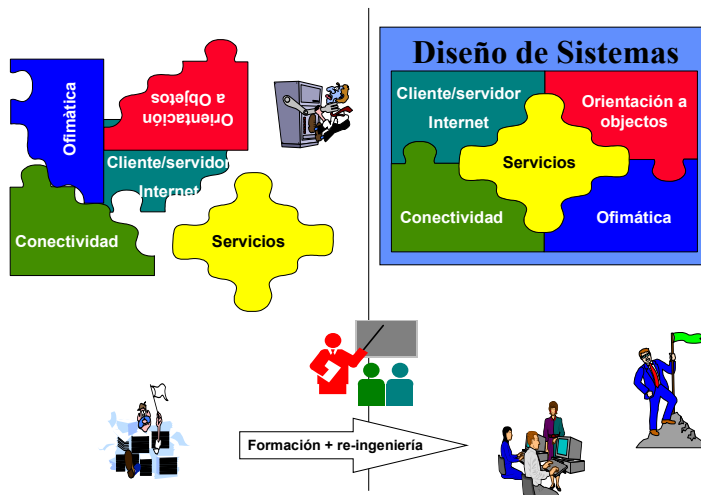 Ofimàtica
Orientación
a Objetos
Cliente/servidor
Internet
Conectividad
Servicios
Diseño de Sistemas
Cliente/servidor
Internet
Orientación a
objectos
Servicios
Conectividad
Ofimática
Formación + re-ingeniería